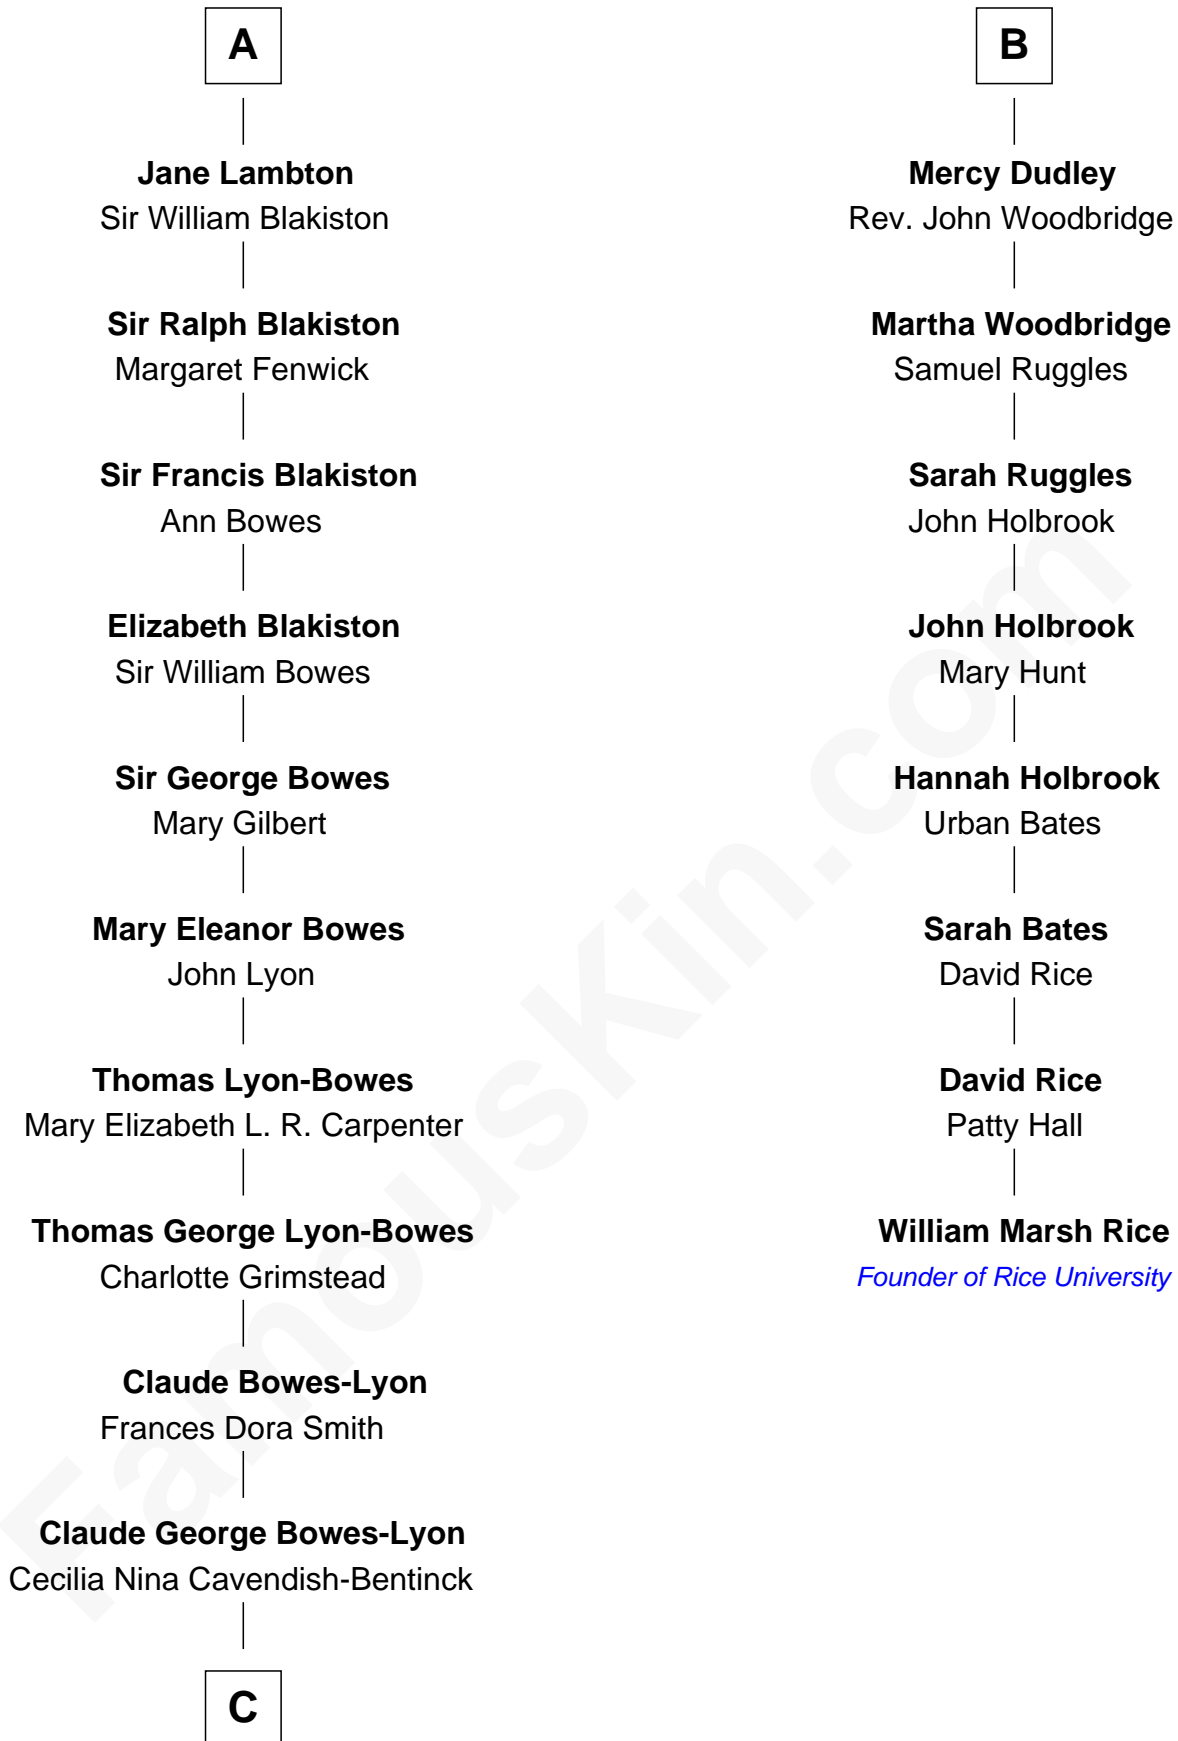 A
Jane Lambton
Sir William Blakiston
Sir Ralph Blakiston
Margaret Fenwick
Sir Francis Blakiston
Ann Bowes
Elizabeth Blakiston
Sir William Bowes
Sir George Bowes
Mary Gilbert
Mary Eleanor Bowes
John Lyon
Thomas Lyon-Bowes
Mary Elizabeth L. R. Carpenter
Thomas George Lyon-Bowes
Charlotte Grimstead
Claude Bowes-Lyon
Frances Dora Smith
Claude George Bowes-Lyon
Cecilia Nina Cavendish-Bentinck
C
B
Mercy Dudley
Rev. John Woodbridge
Martha Woodbridge
Samuel Ruggles
Sarah Ruggles
John Holbrook
John Holbrook
Mary Hunt
Hannah Holbrook
Urban Bates
Sarah Bates
David Rice
David Rice
Patty Hall
William Marsh Rice
Founder of Rice University
FamousKin.com